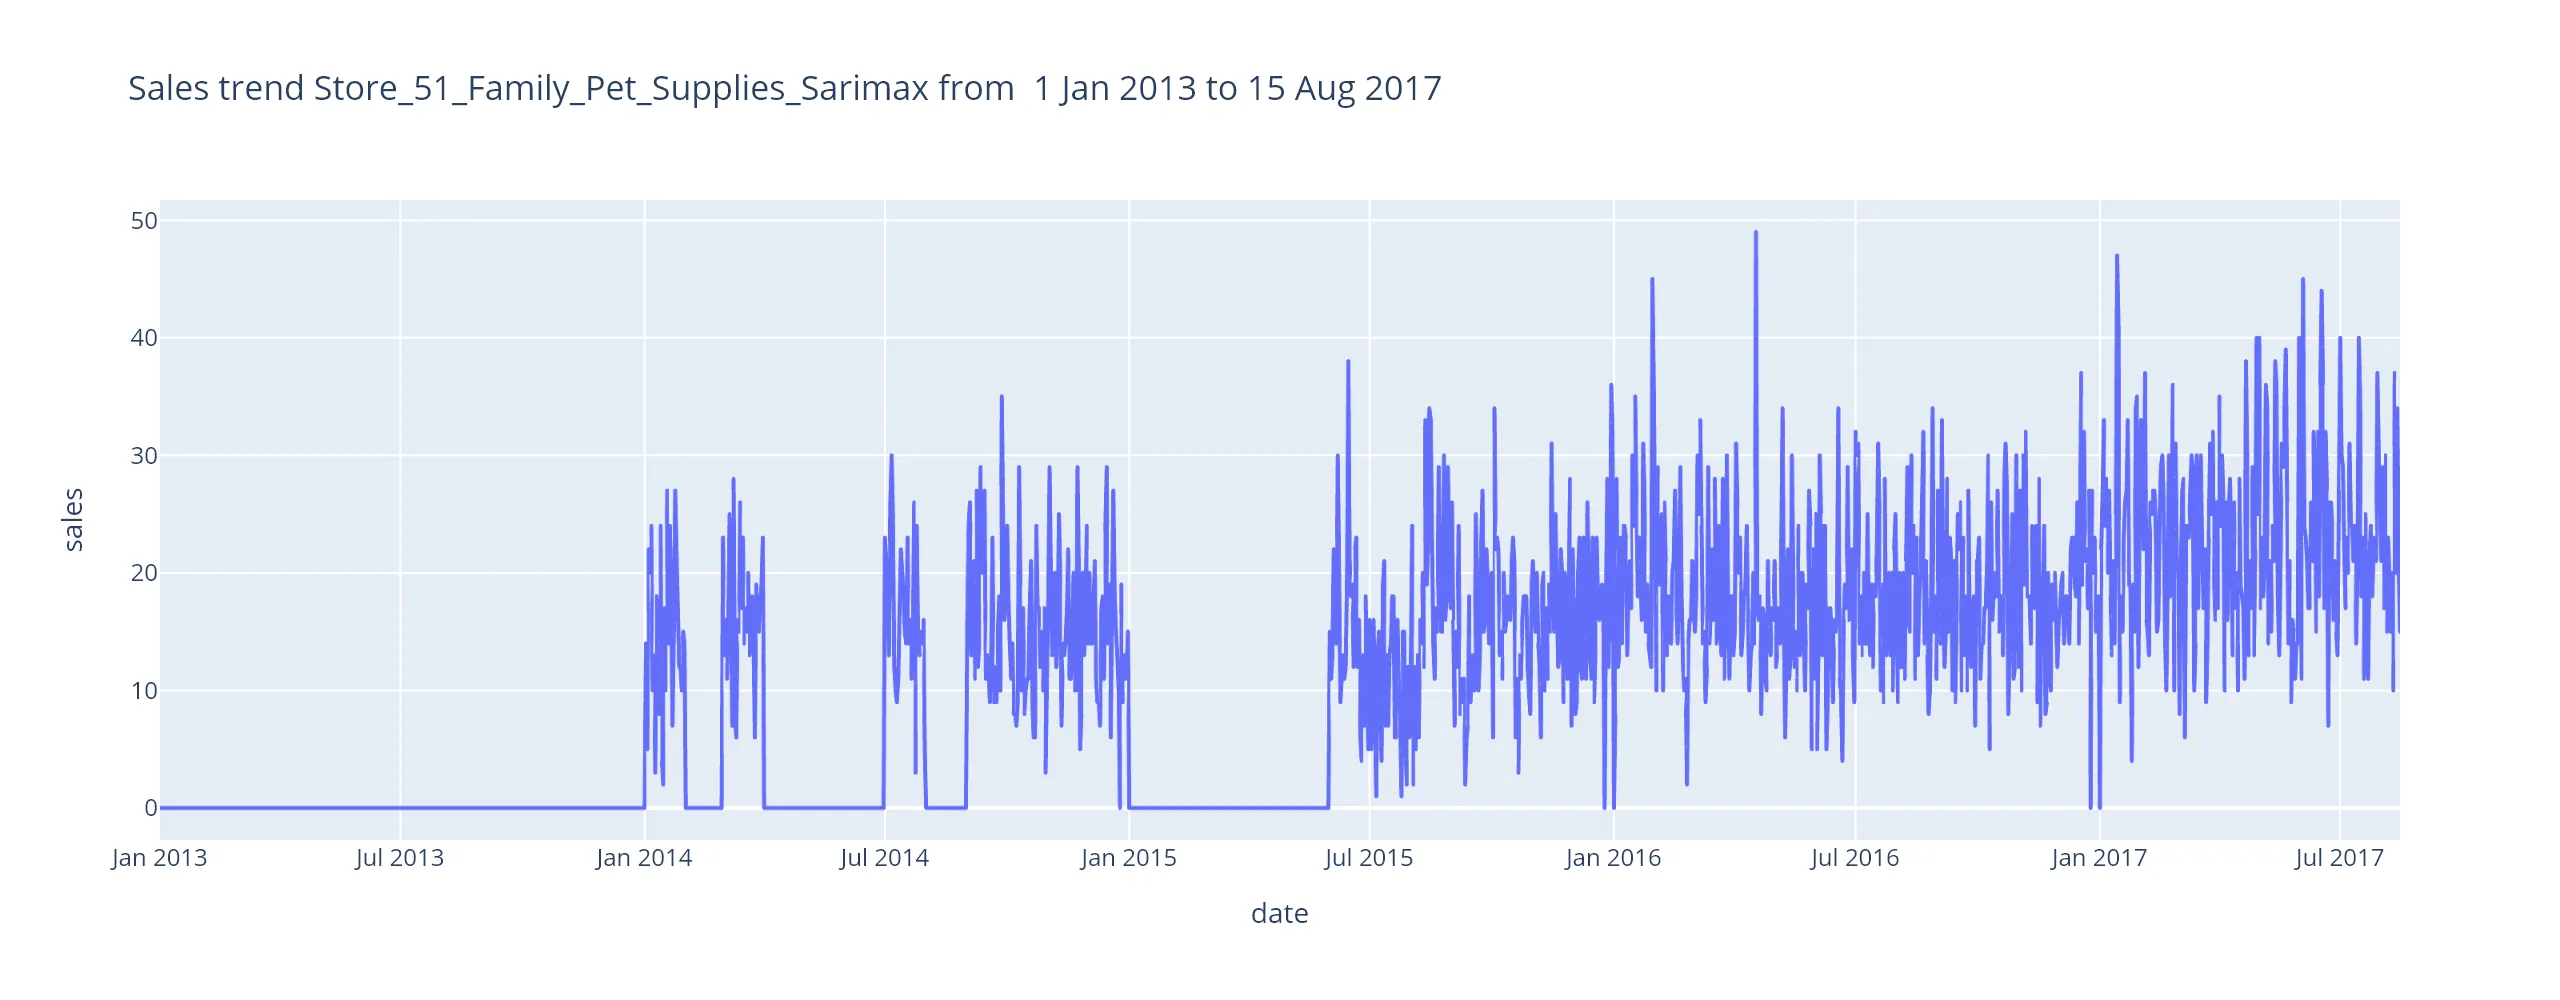 Sales trend Store_51_Family_Pet_Supplies_Sarimax from  1 Jan 2013 to 15 Aug 2017
50
40
30
20
10
0
sales
Jan 2013 Jul 2013 Jan 2014 Jul 2014 Jan 2015 Jul 2015 Jan 2016 Jul 2016 Jan 2017 Jul 2017
date